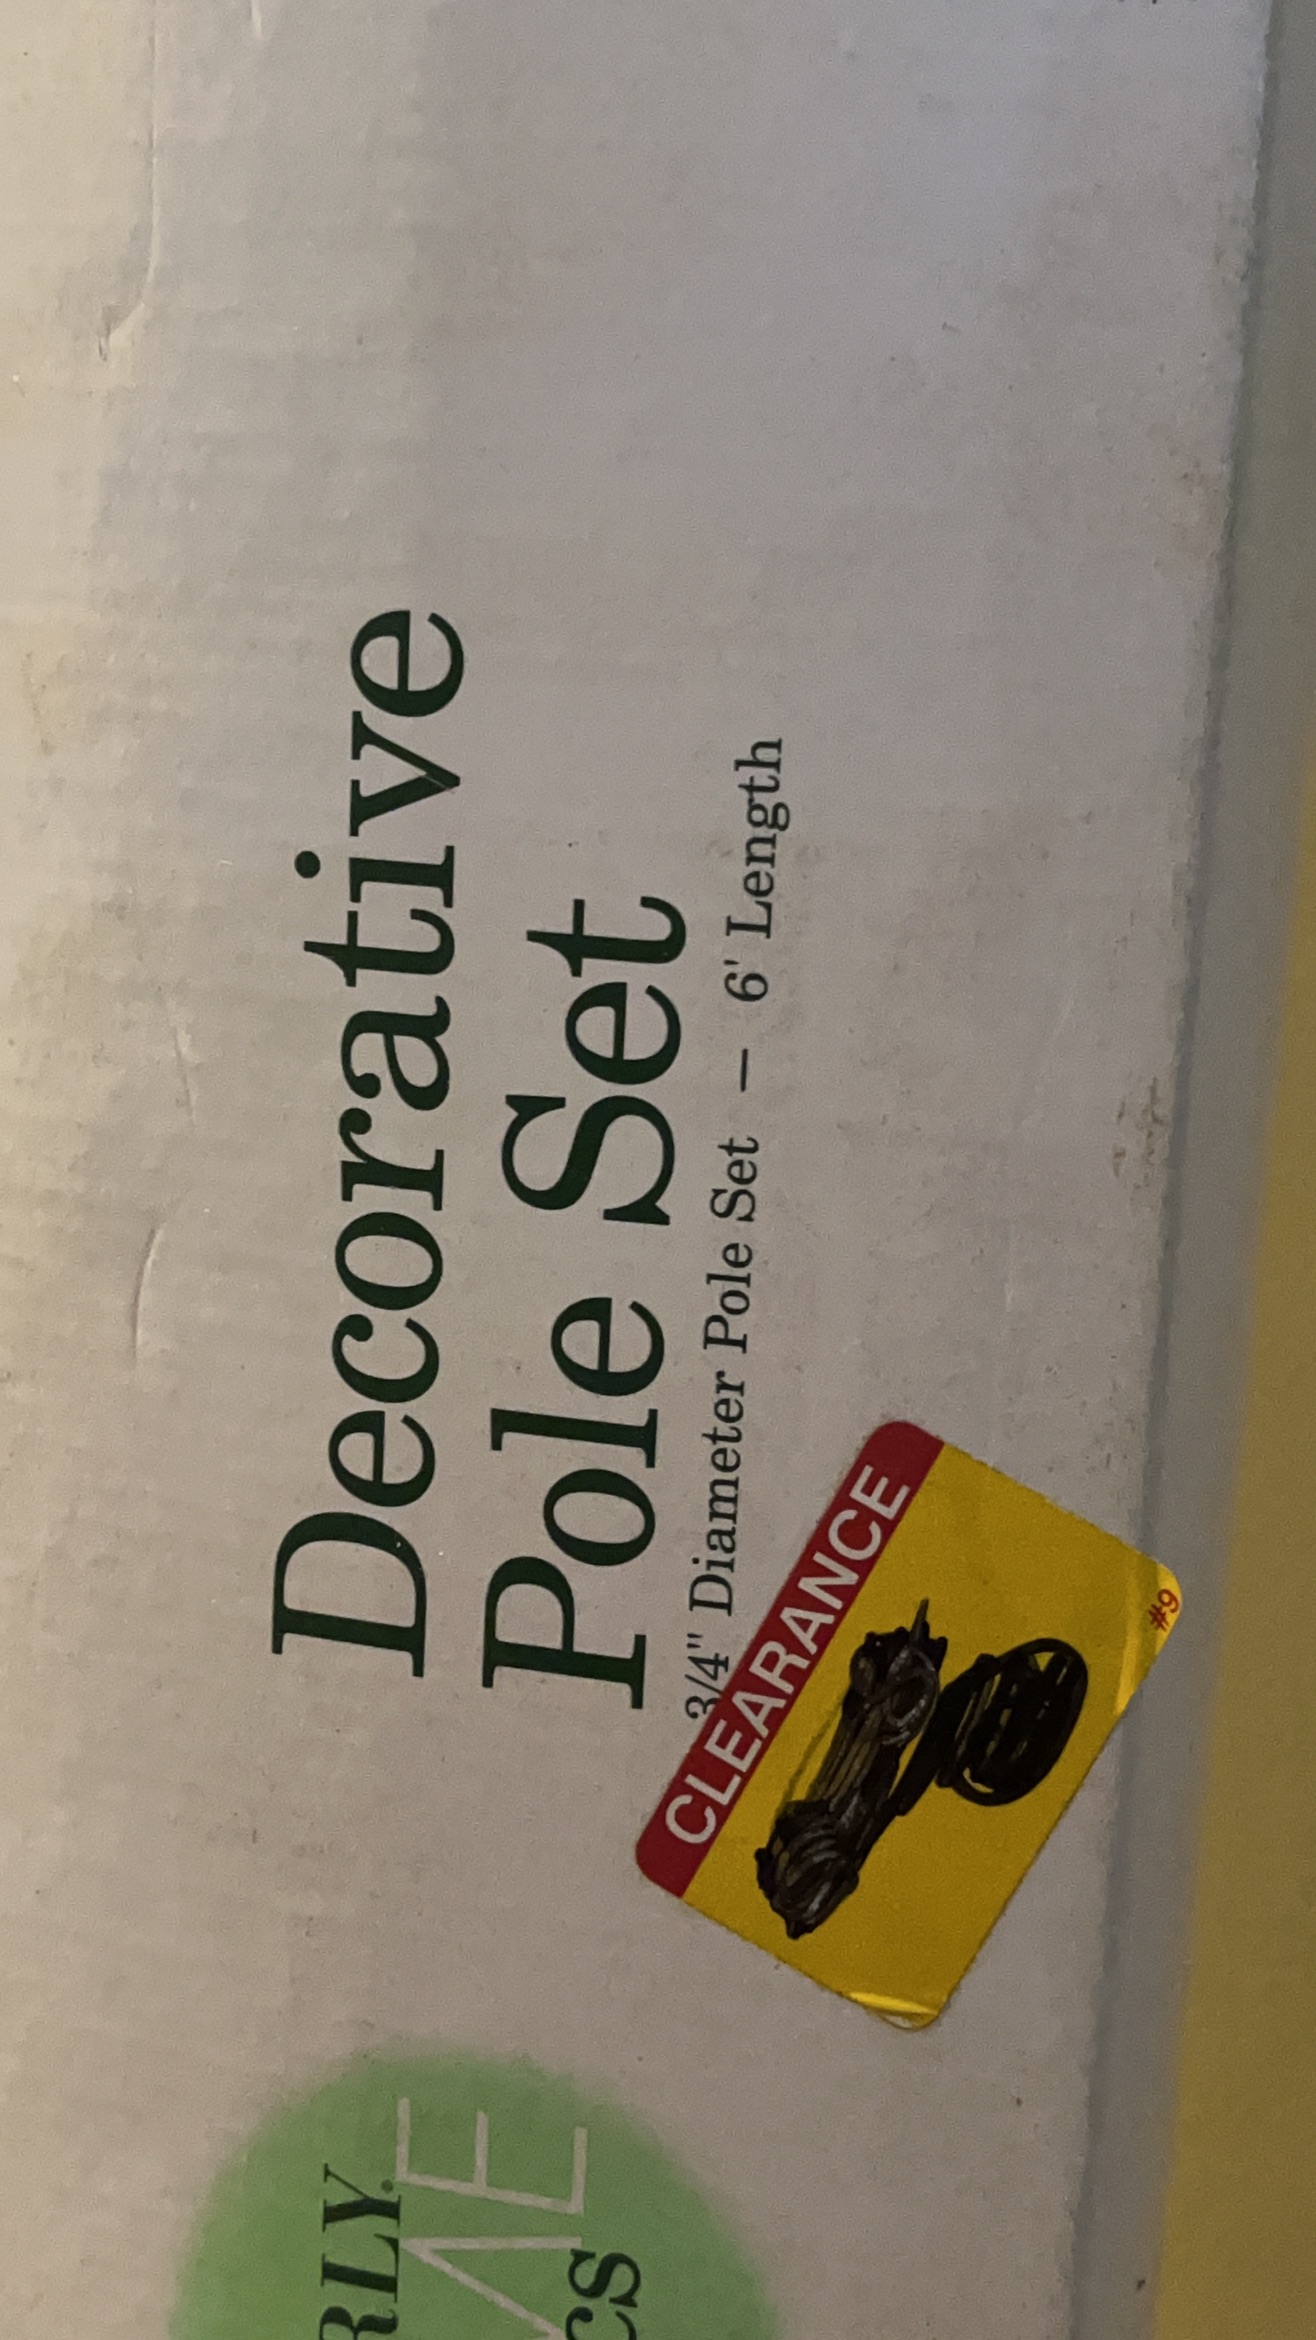 Decorative
Pole Set
3/4" Diameter Pole Set – 6' Length
CLEARANCE
#9